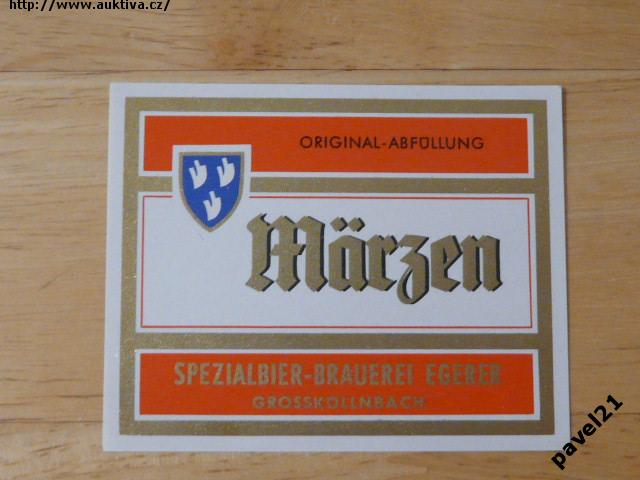 http://www.auktiva.cz/
ORIGINAL-ABFÜLLUNG
Märzen
SPEZIALBIER-BRAUEREI EGERER
GROSSKÖLLNBACH
pavel21